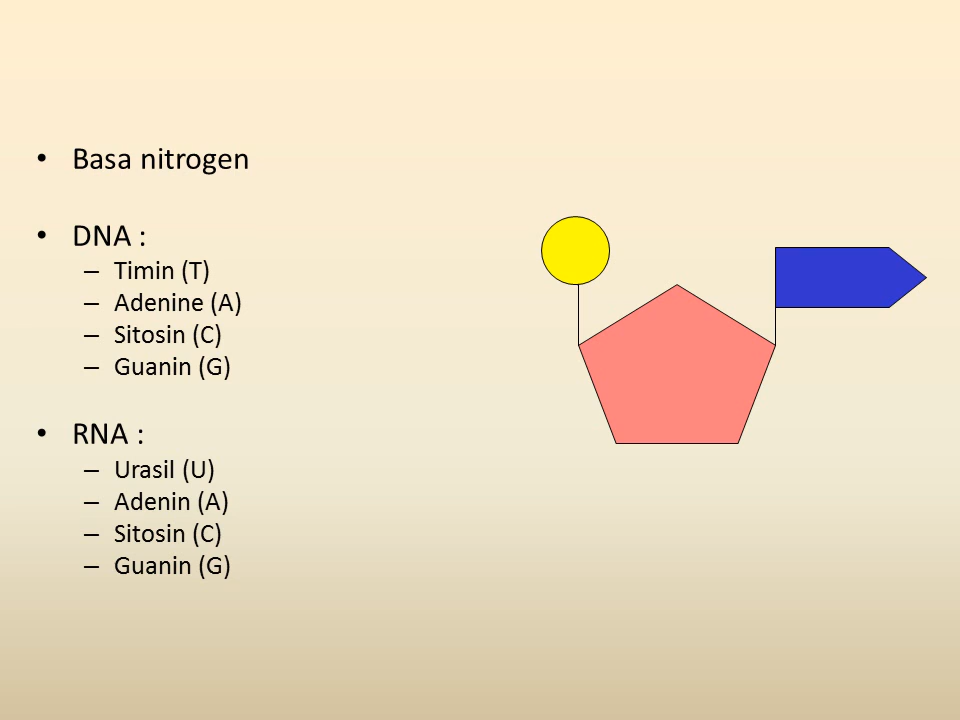 • Basa nitrogen
• DNA :
– Timin (T)
– Adenine (A)
– Sitosin (C)
– Guanin (G)
• RNA :
– Urasil (U)
– Adenin (A)
– Sitosin (C)
– Guanin (G)